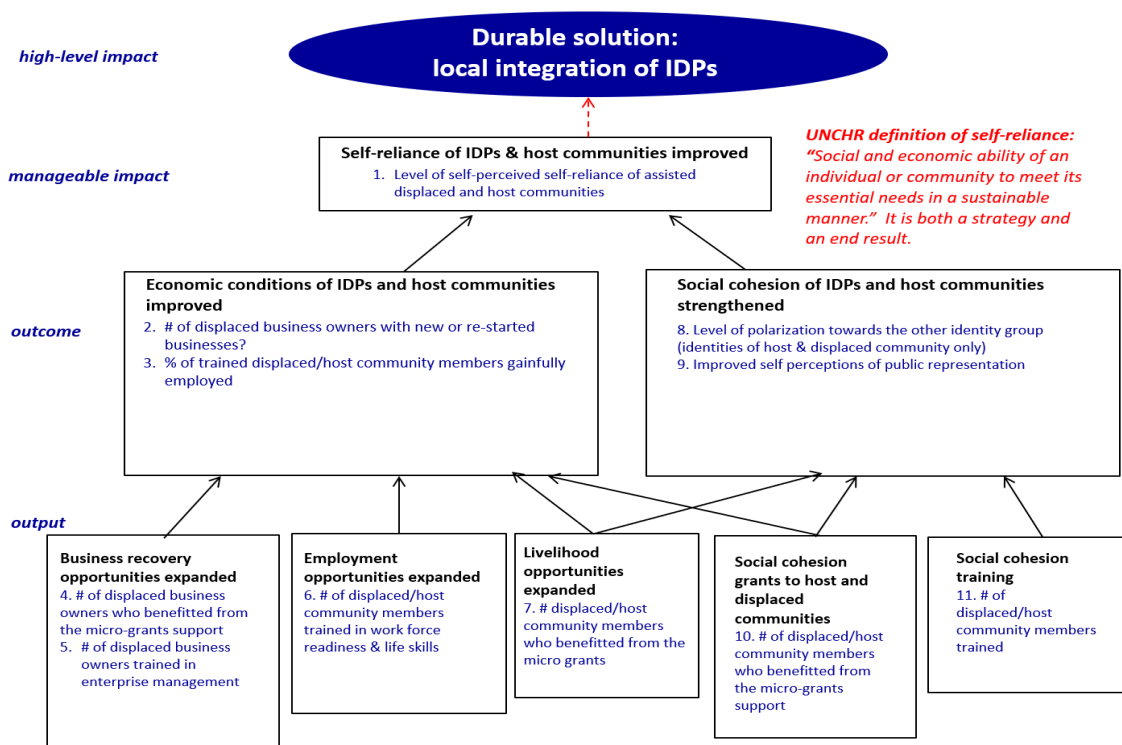 high-level impact
Durable solution:
local integration of IDPs
manageable impact
Self-reliance of IDPs & host communities improved
1. Level of self-perceived self-reliance of assisted
displaced and host communities
UNCHR definition of self-reliance:
“Social and economic ability of an
individual or community to meet its
essential needs in a sustainable
manner.” It is both a strategy and
an end result.
outcome
Economic conditions of IDPs and host communities
improved
2. # of displaced business owners with new or re-started
businesses?
3. % of trained displaced/host community members gainfully
employed
Social cohesion of IDPs and host communities
strengthened
8. Level of polarization towards the other identity group
(identities of host & displaced community only)
9. Improved self perceptions of public representation
output
Business recovery
opportunities expanded
4. # of displaced business
owners who benefitted from
the micro-grants support
5. # of displaced business
owners trained in
enterprise management
Employment
opportunities expanded
6. # of displaced/host
community members
trained in work force
readiness & life skills
Livelihood
opportunities
expanded
7. # displaced/host
community members
who benefitted from the
micro grants
Social cohesion
grants to host and
displaced
communities
10. # of displaced/host
community members
who benefitted from
the micro-grants
support
Social cohesion
training
11. # of
displaced/host
community members
trained